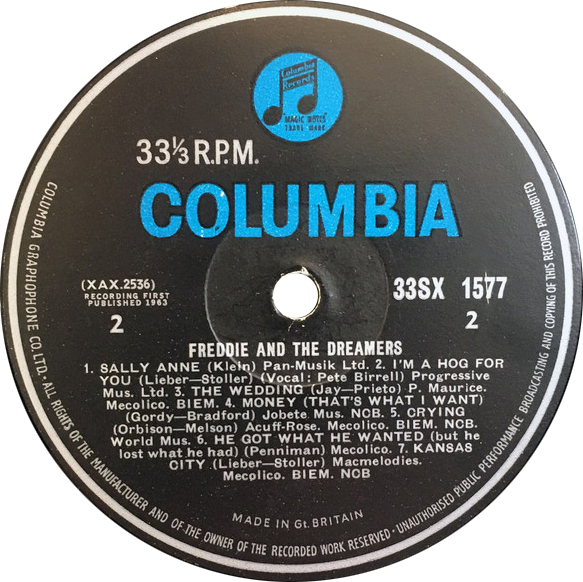 Columbia
Records
"MAGIC NOTES"
TRADE MARK
33⅓ R.P.M.
COLUMBIA
(XAX.2536)
RECORDING FIRST
PUBLISHED 1963
2
33SX 1577
2
FREDDIE AND THE DREAMERS
1. SALLY ANNE (Klein) Pan-Musik Ltd. 2. I'M A HOG FOR
YOU (Lieber—Stoller) (Vocal: Pete Birrell) Progressive
Mus. Ltd. 3. THE WEDDING (Jay—Prieto) P. Maurice.
Mecolico. BIEM. 4. MONEY (THAT'S WHAT I WANT)
(Gordy—Bradford) Jobete Mus. NCB. 5. CRYING
(Orbison—Melson) Acuff-Rose. Mecolico. BIEM. NCB.
World Mus. 6. HE GOT WHAT HE WANTED (but he
lost what he had) (Penniman) Mecolico. 7. KANSAS
CITY (Lieber—Stoller) Macmelodies.
Mecolico. BIEM. NCB
MADE IN Gt. BRITAIN
COLUMBIA GRAPHOPHONE CO. LTD. · ALL RIGHTS OF THE MANUFACTURER AND OF THE OWNER OF THE RECORDED WORK RESERVED · UNAUTHORISED PUBLIC PERFORMANCE BROADCASTING AND COPYING OF THIS RECORD PROHIBITED